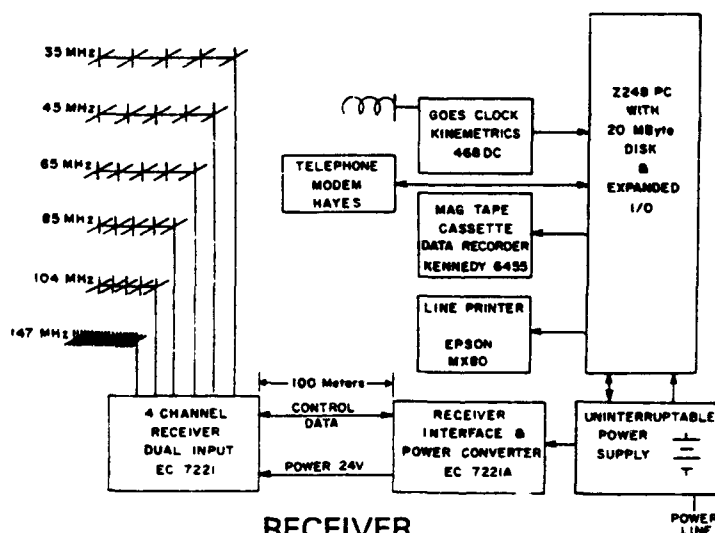 35 MHz
45 MHz
65 MHz
85 MHz
104 MHz
147 MHz
GOES CLOCK
KINEMETRICS
468 DC
TELEPHONE
MODEM
HAYES
MAG TAPE
CASSETTE
DATA RECORDER
KENNEDY 6455
LINE PRINTER
EPSON
MX80
Z248 PC
WITH
20 MByte
DISK
&
EXPANDED
I/O
100 Meters
CONTROL
DATA
POWER 24V
4 CHANNEL
RECEIVER
DUAL INPUT
EC 7221
RECEIVER
INTERFACE &
POWER CONVERTER
EC 7221A
UNINTERRUPTABLE
POWER
SUPPLY
POWER
LINE
RECEIVER